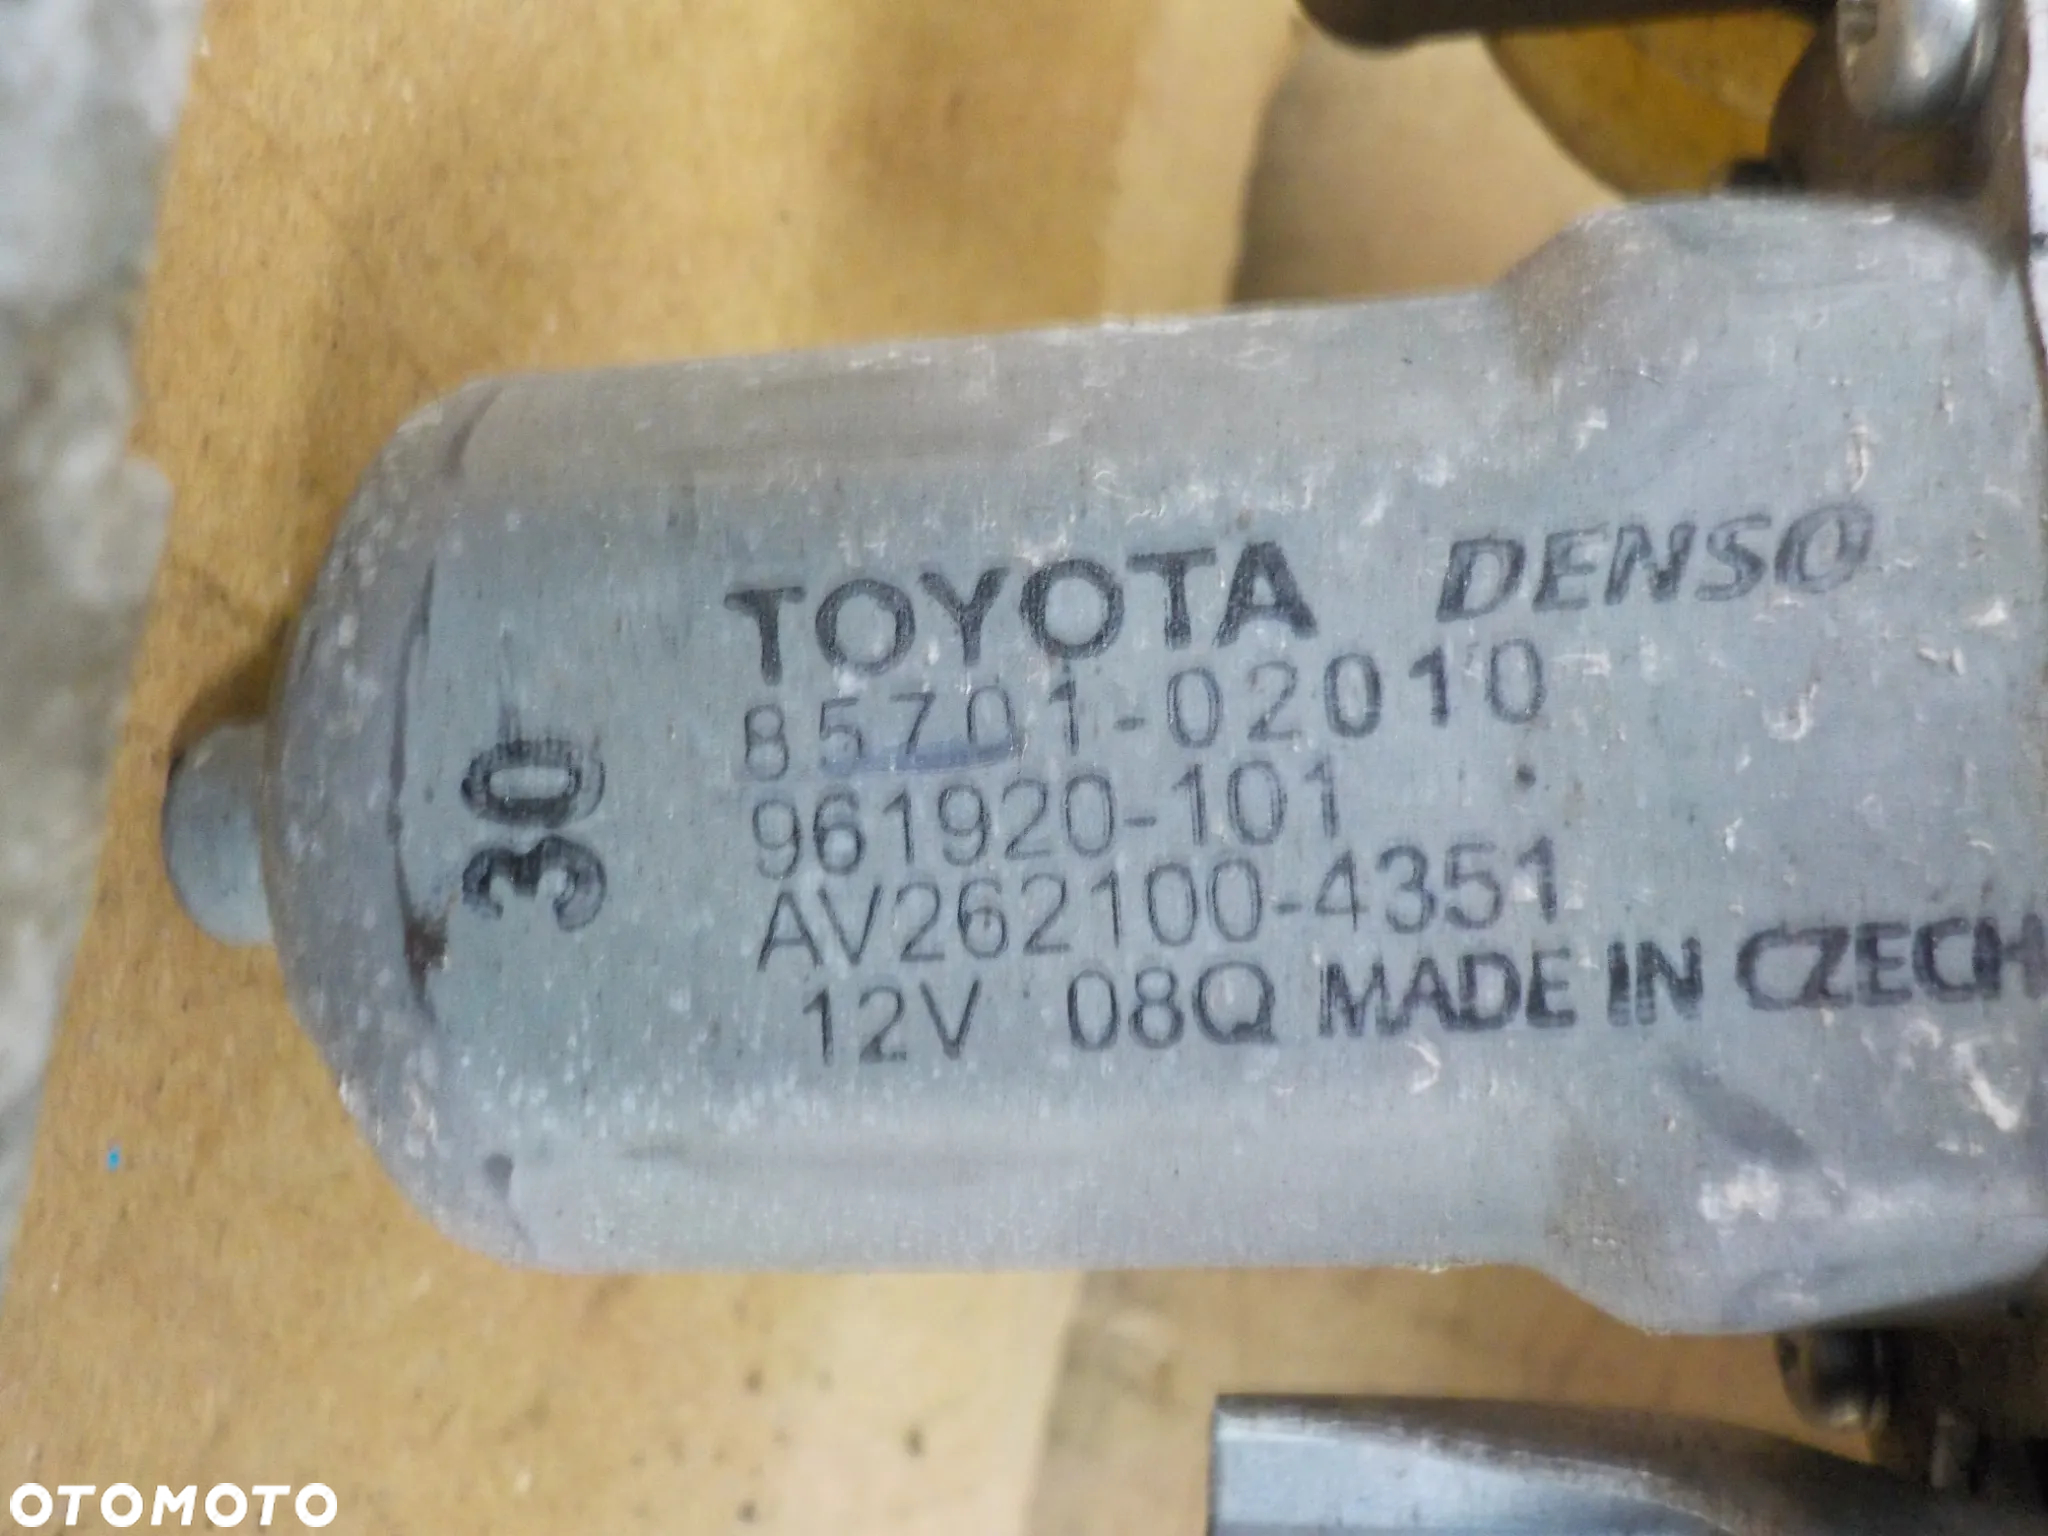 TOYOTA DENSO
85701-02010
961920-101
AV262100-4351
12V 08Q MADE IN CZECH
30
OTOMOTO